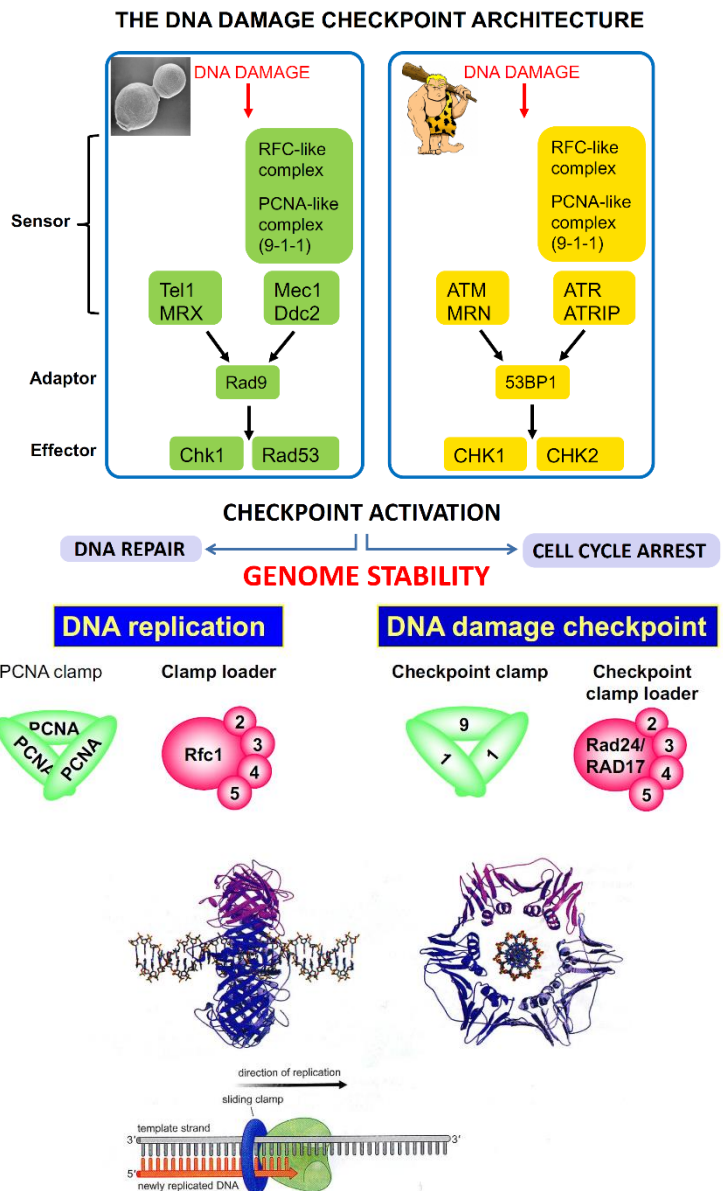 THE DNA DAMAGE CHECKPOINT ARCHITECTURE
DNA DAMAGE
RFC-like
complex
PCNA-like
complex
(9-1-1)
Sensor
Tel1
MRX
Mec1
Ddc2
Adaptor
Rad9
Effector
Chk1
Rad53
DNA DAMAGE
RFC-like
complex
PCNA-like
complex
(9-1-1)
ATM
MRN
ATR
ATRIP
53BP1
CHK1
CHK2
CHECKPOINT ACTIVATION
DNA REPAIR
CELL CYCLE ARREST
GENOME STABILITY
DNA replication
PCNA clamp
PCNA
PCNA
PCNA
Clamp loader
Rfc1
2
3
4
5
DNA damage checkpoint
Checkpoint clamp
9
1
1
Checkpoint
clamp loader
Rad24/
RAD17
2
3
4
5
direction of replication
sliding clamp
template strand
3'
3'
5'
newly replicated DNA